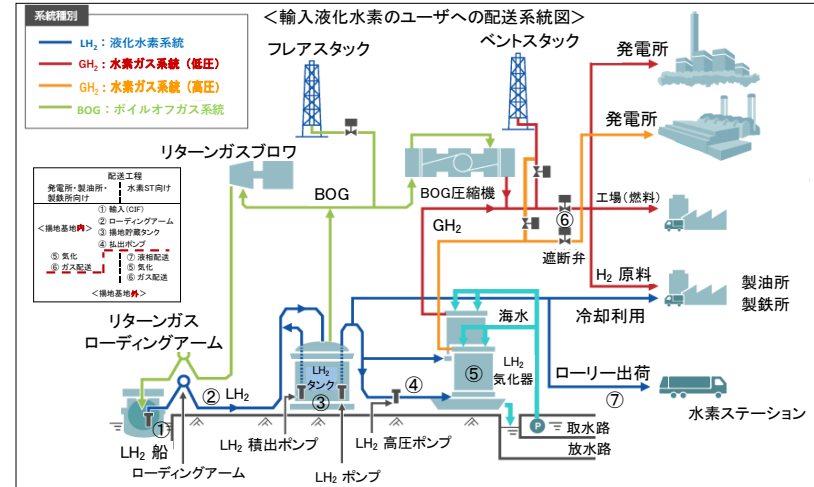 <輸入液化水素のユーザへの配送系統図>
系統種別
LH₂：液化水素系統
GH₂：水素ガス系統（低圧）
GH₂：水素ガス系統（高圧）
BOG：ボイルオフガス系統
フレアスタック
ベントスタック
発電所
発電所
リターンガスブロワ
BOG
BOG圧縮機
GH₂
⑥
遮断弁
工場（燃料）
H₂ 原料
製油所
製鉄所
冷却利用
配送工程
発電所・製油所・
製鉄所向け
水素ST向け
<揚地基地内>
① 輸入（CIF）
② ローディングアーム
③ 揚地貯蔵タンク
④ 払出ポンプ
⑤ 気化
⑥ ガス配送
⑦ 液相配送
⑤ 気化
⑥ ガス配送
<揚地基地外>
リターンガス
ローディングアーム
② LH₂
LH₂
タンク
③
④
海水
LH₂
気化器
⑤
ローリー出荷
⑦
水素ステーション
①
LH₂ 船
ローディングアーム
LH₂ 積出ポンプ
LH₂ ポンプ
LH₂ 高圧ポンプ
P
取水路
放水路